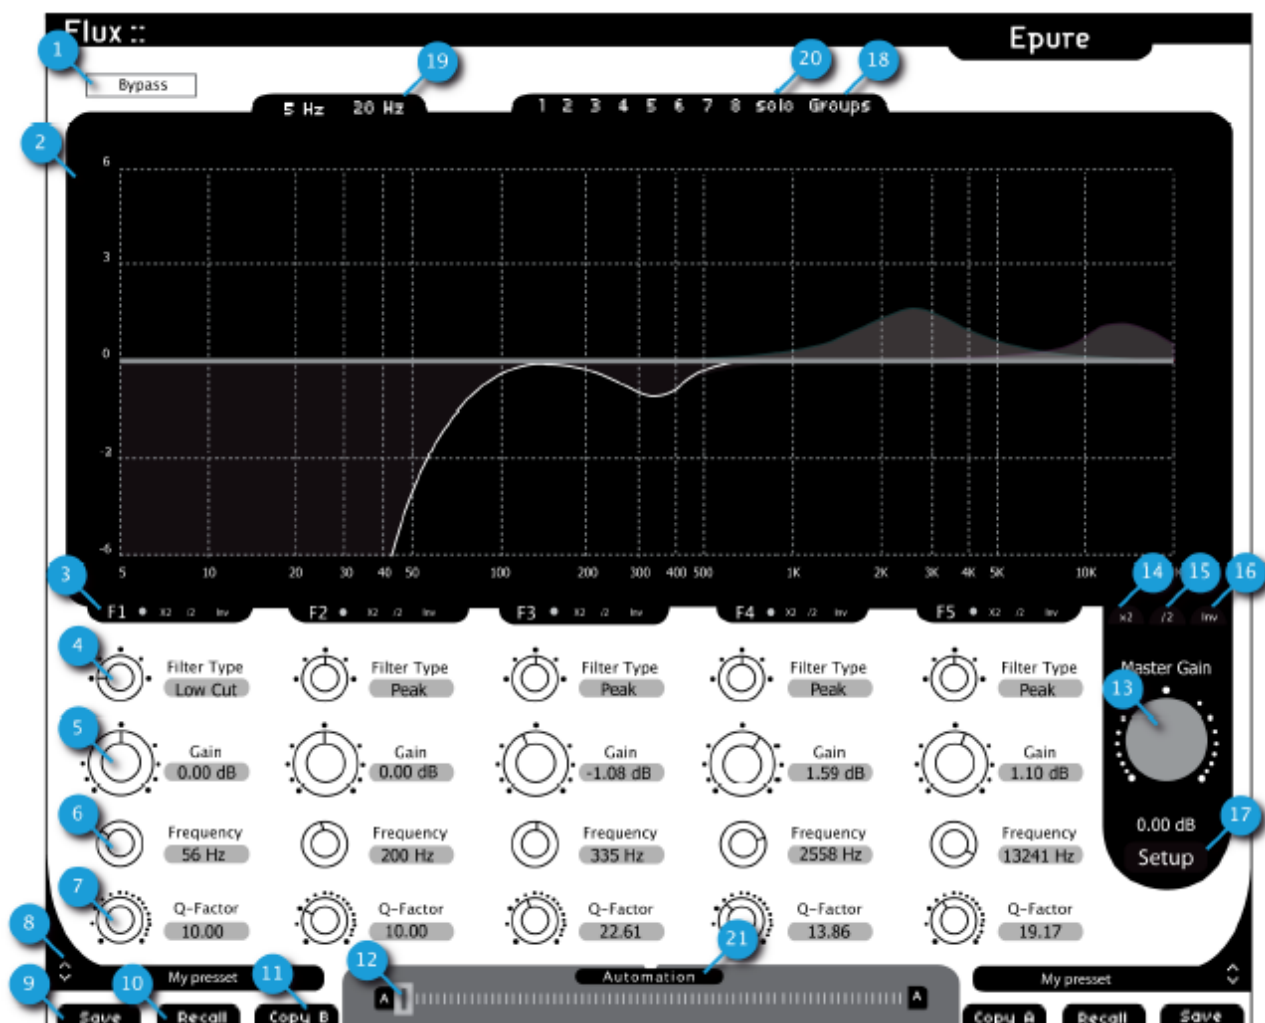 Flux ::
Epure
1
19
20
18
Bypass
5 Hz 20 Hz
1 2 3 4 5 6 7 8 solo Groups
2
6
3
0
-3
-6
5 10 20 30 40 50 100 200 300 400 500 1K 2K 3K 4K 5K 10K
3
14
15
16
F1 X2 /2 Inv
F2 X2 /2 Inv
F3 X2 /2 Inv
F4 X2 /2 Inv
F5 X2 /2 Inv
x2 /2 Inv
4
Filter Type
Low Cut
Filter Type
Peak
Filter Type
Peak
Filter Type
Peak
Filter Type
Peak
Master Gain
13
5
Gain
0.00 dB
Gain
0.00 dB
Gain
-1.08 dB
Gain
1.59 dB
Gain
1.10 dB
6
Frequency
56 Hz
Frequency
200 Hz
Frequency
335 Hz
Frequency
2558 Hz
Frequency
13241 Hz
0.00 dB
17
Setup
7
Q-Factor
10.00
Q-Factor
10.00
Q-Factor
22.61
Q-Factor
13.86
Q-Factor
19.17
8
My presset
11
12
Automation
21
My presset
9
10
A
A
Save
Recall
Copy B
Copy A
Recall
Save